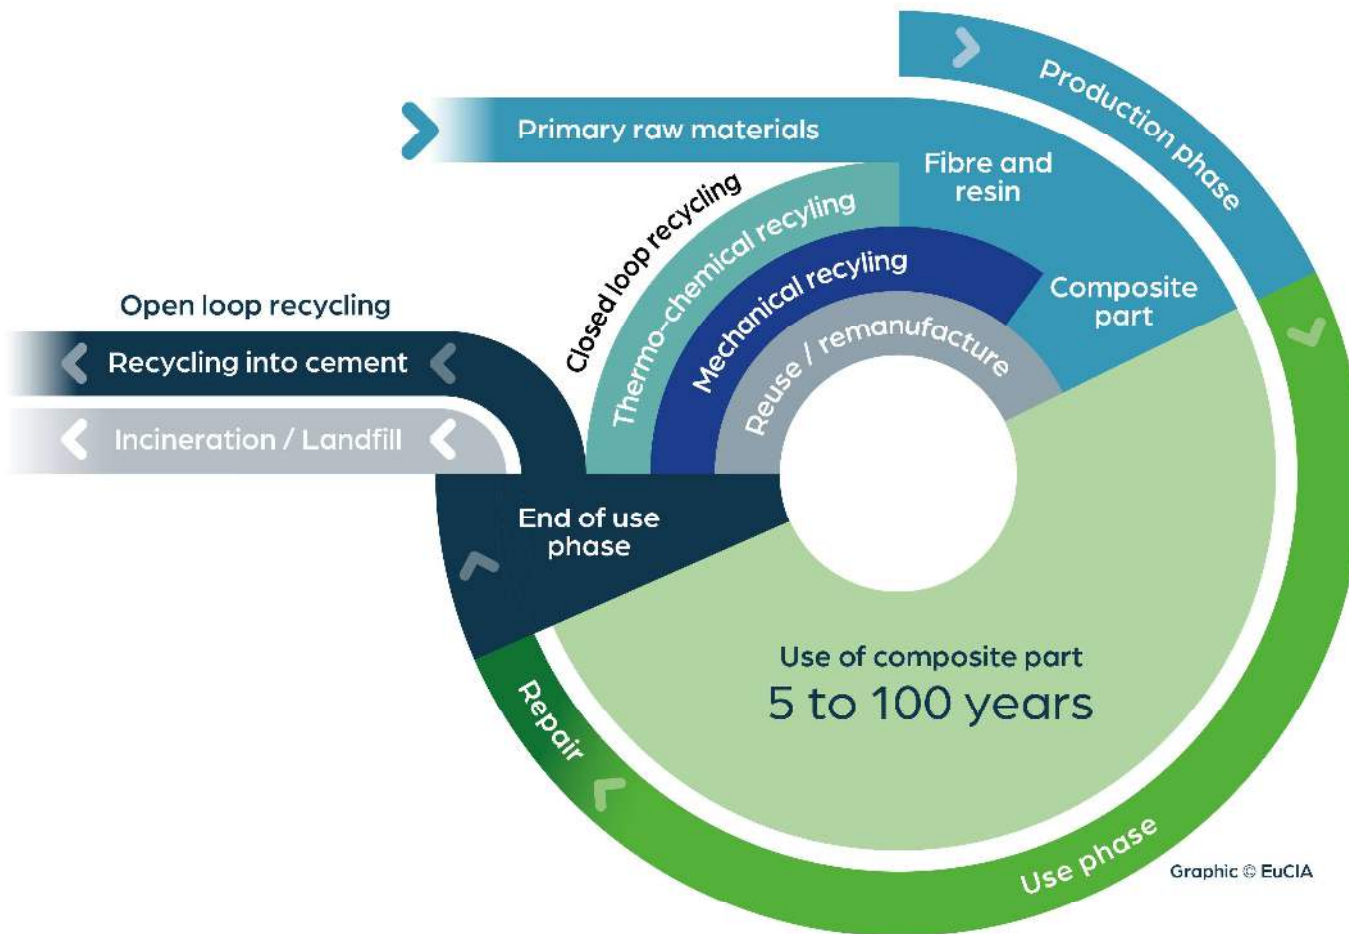 Production phase
Primary raw materials
Fibre and
resin
Closed loop recycling
Thermo-chemical recyling
Mechanical recyling
Reuse / remanufacture
Composite
part
Open loop recycling
Recycling into cement
Incineration / Landfill
End of use
phase
Use of composite part
5 to 100 years
Repair
Use phase
Graphic © EuCIA